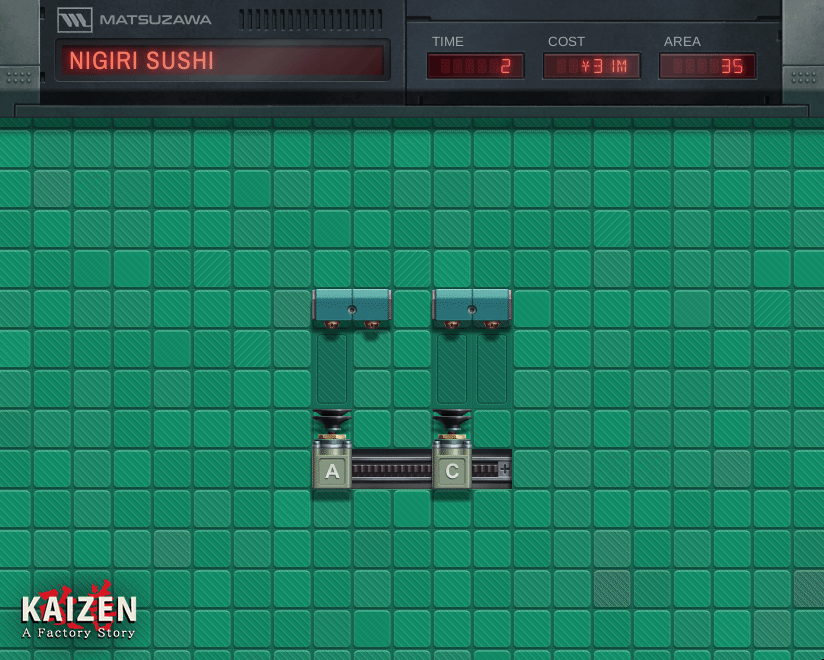 MATSUZAWA
NIGIRI SUSHI
TIME
COST
AREA
2
¥31M
35
A
C
KAIZEN
A Factory Story